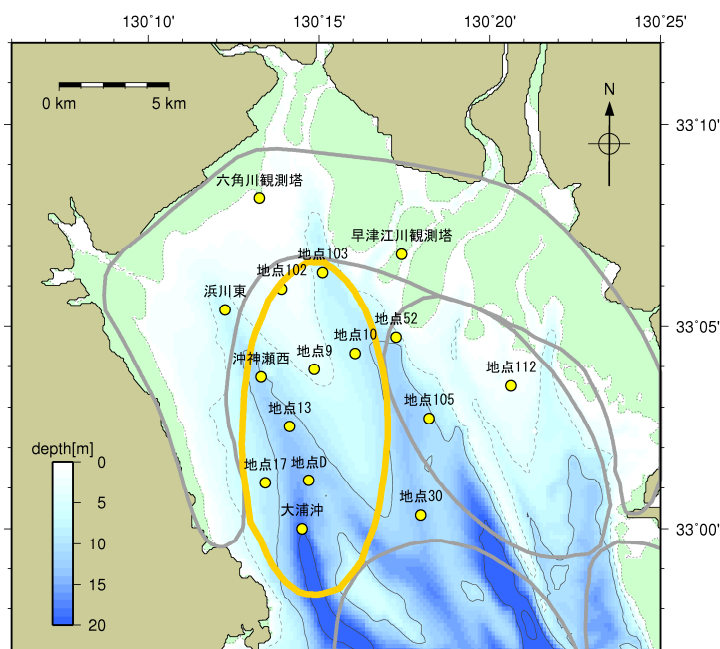 130˚10' 130˚15' 130˚20' 130˚25'
0 km 5 km
N
33˚10'
六角川観測塔
早津江川観測塔
地点103
地点102
浜川東
33˚05'
地点52
地点10
地点9
沖神瀬西
地点112
地点105
地点13
depth[m]
地点17 地点D
0
5
10
15
20
地点30
大浦沖
33˚00'